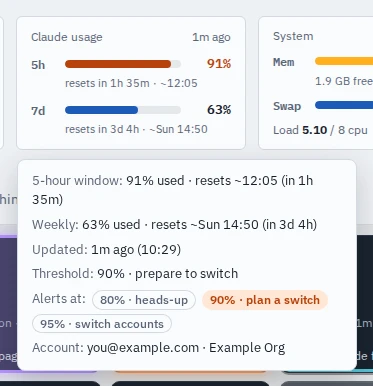 Claude usage 1m ago
5h 91%
resets in 1h 35m · ~12:05
7d 63%
resets in 3d 4h · ~Sun 14:50
System
Mem
1.9 GB free
Swap
Load 5.10 / 8 cpu
5-hour window: 91% used · resets ~12:05 (in 1h
35m)
Weekly: 63% used · resets ~Sun 14:50 (in 3d 4h)
Updated: 1m ago (10:29)
Threshold: 90% · prepare to switch
Alerts at: 80% · heads-up 90% · plan a switch
95% · switch accounts
Account: you@example.com · Example Org